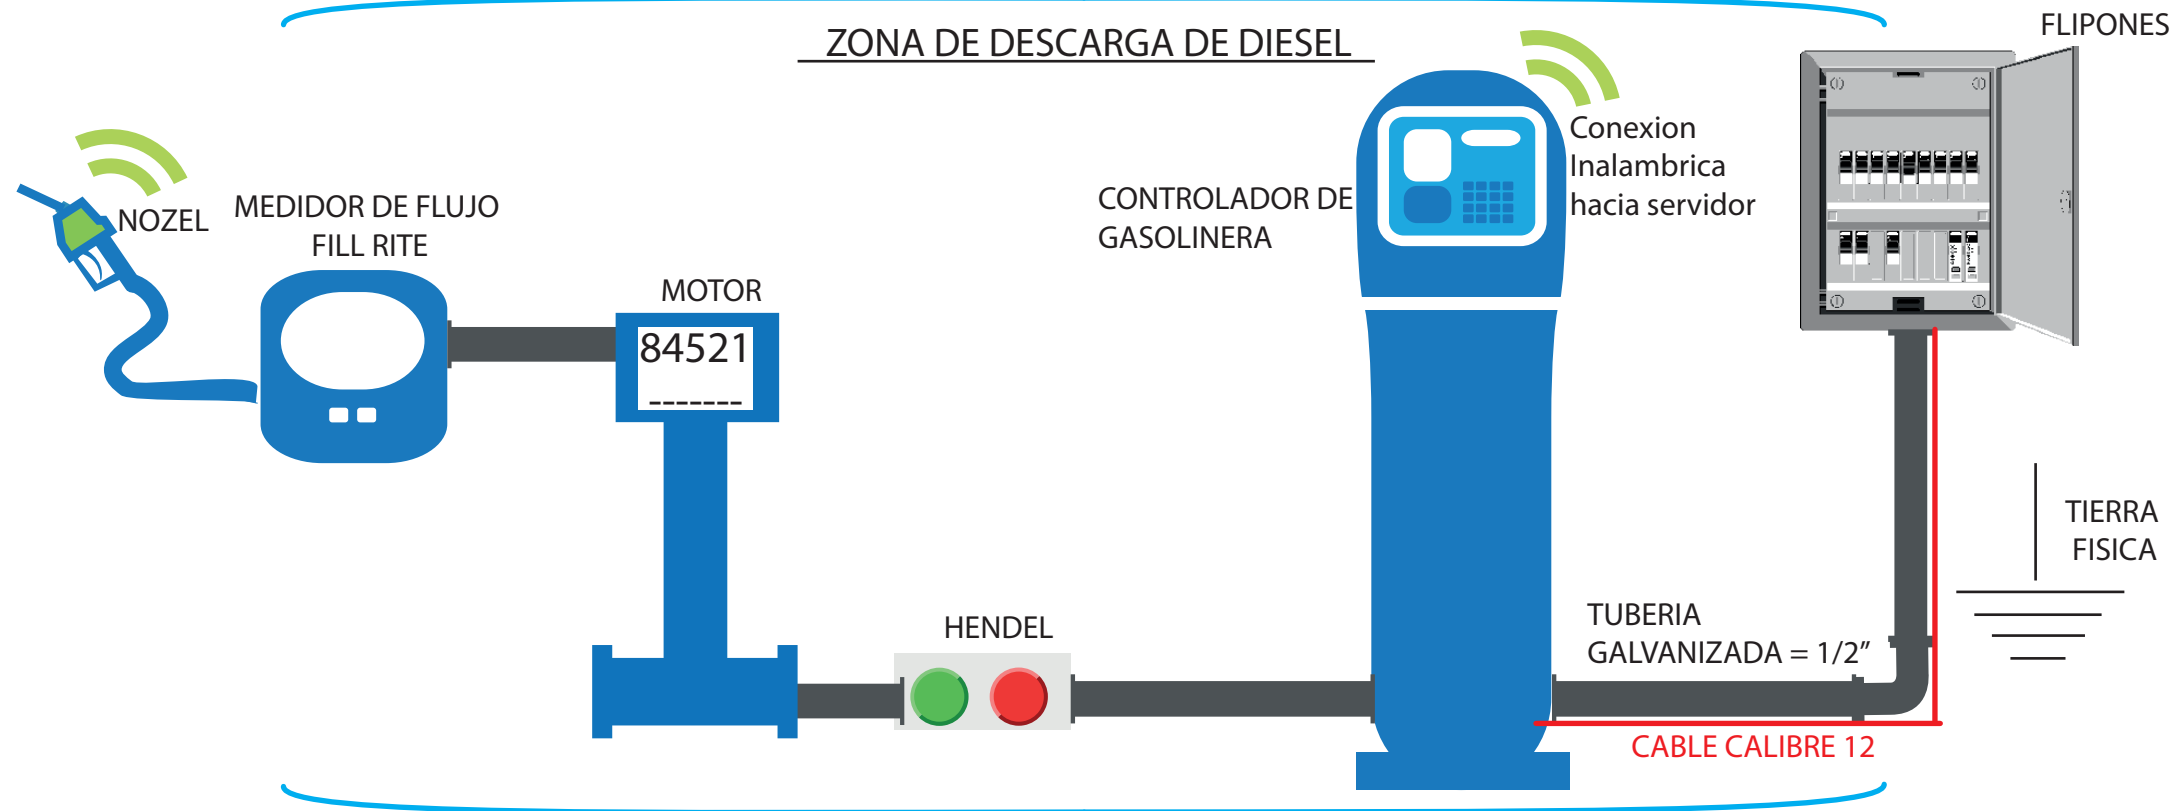 FLIPONES
ZONA DE DESCARGA DE DIESEL
Conexion
Inalambrica
hacia servidor
CONTROLADOR DE
GASOLINERA
NOZEL
MEDIDOR DE FLUJO
FILL RITE
MOTOR
84521
-------
TIERRA
FISICA
HENDEL
TUBERIA
GALVANIZADA = 1/2”
CABLE CALIBRE 12